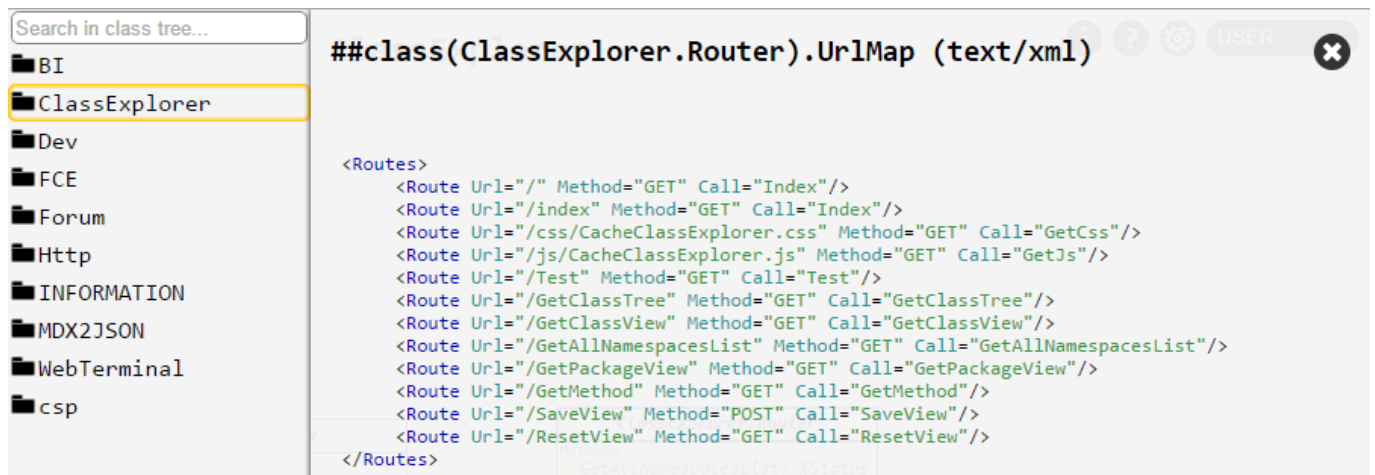 Search in class tree...
BI
ClassExplorer
Dev
FCE
Forum
Http
INFORMATION
MDX2JSON
WebTerminal
csp
USER
##class(ClassExplorer.Router).UrlMap (text/xml)
<Routes>
<Route Url="/" Method="GET" Call="Index"/>
<Route Url="/index" Method="GET" Call="Index"/>
<Route Url="/css/CacheClassExplorer.css" Method="GET" Call="GetCss"/>
<Route Url="/js/CacheClassExplorer.js" Method="GET" Call="GetJs"/>
<Route Url="/Test" Method="GET" Call="Test"/>
<Route Url="/GetClassTree" Method="GET" Call="GetClassTree"/>
<Route Url="/GetClassView" Method="GET" Call="GetClassView"/>
<Route Url="/GetAllNamespacesList" Method="GET" Call="GetAllNamespacesList"/>
<Route Url="/GetPackageView" Method="GET" Call="GetPackageView"/>
<Route Url="/GetMethod" Method="GET" Call="GetMethod"/>
<Route Url="/SaveView" Method="POST" Call="SaveView"/>
<Route Url="/ResetView" Method="GET" Call="ResetView"/>
</Routes>
Methods
GetAllNamespacesList: %Status